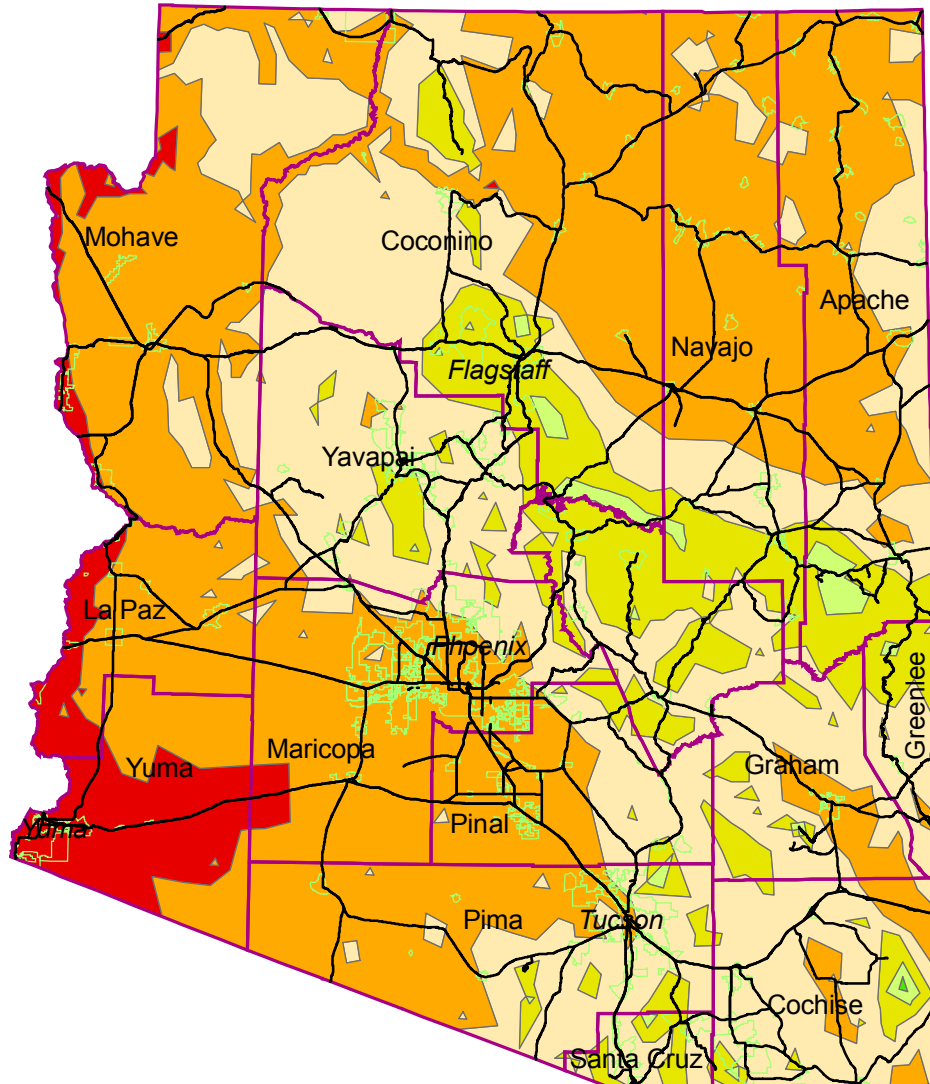 Mohave
Coconino
Apache
Navajo
Flagstaff
Yavapai
La Paz
Phpenix
Greenlee
Maricopa
Yuma
Graham
Yuma
Pinal
Pima
Tucson
Cochise
Santa Cruz